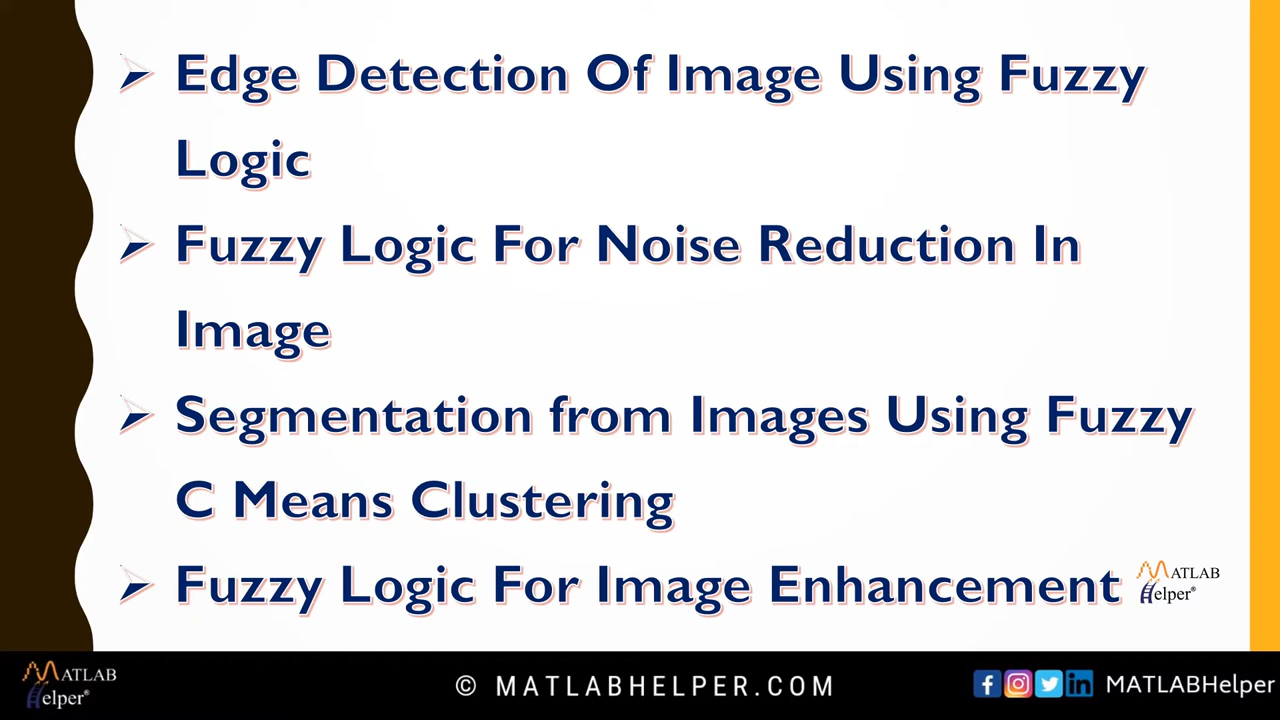 Edge Detection Of Image Using Fuzzy
Logic
Fuzzy Logic For Noise Reduction In
Image
Segmentation from Images Using Fuzzy
C Means Clustering
Fuzzy Logic For Image Enhancement
MATLAB
Helper®
MATLAB
Helper®
© MATLABHELPER.COM
MATLABHelper